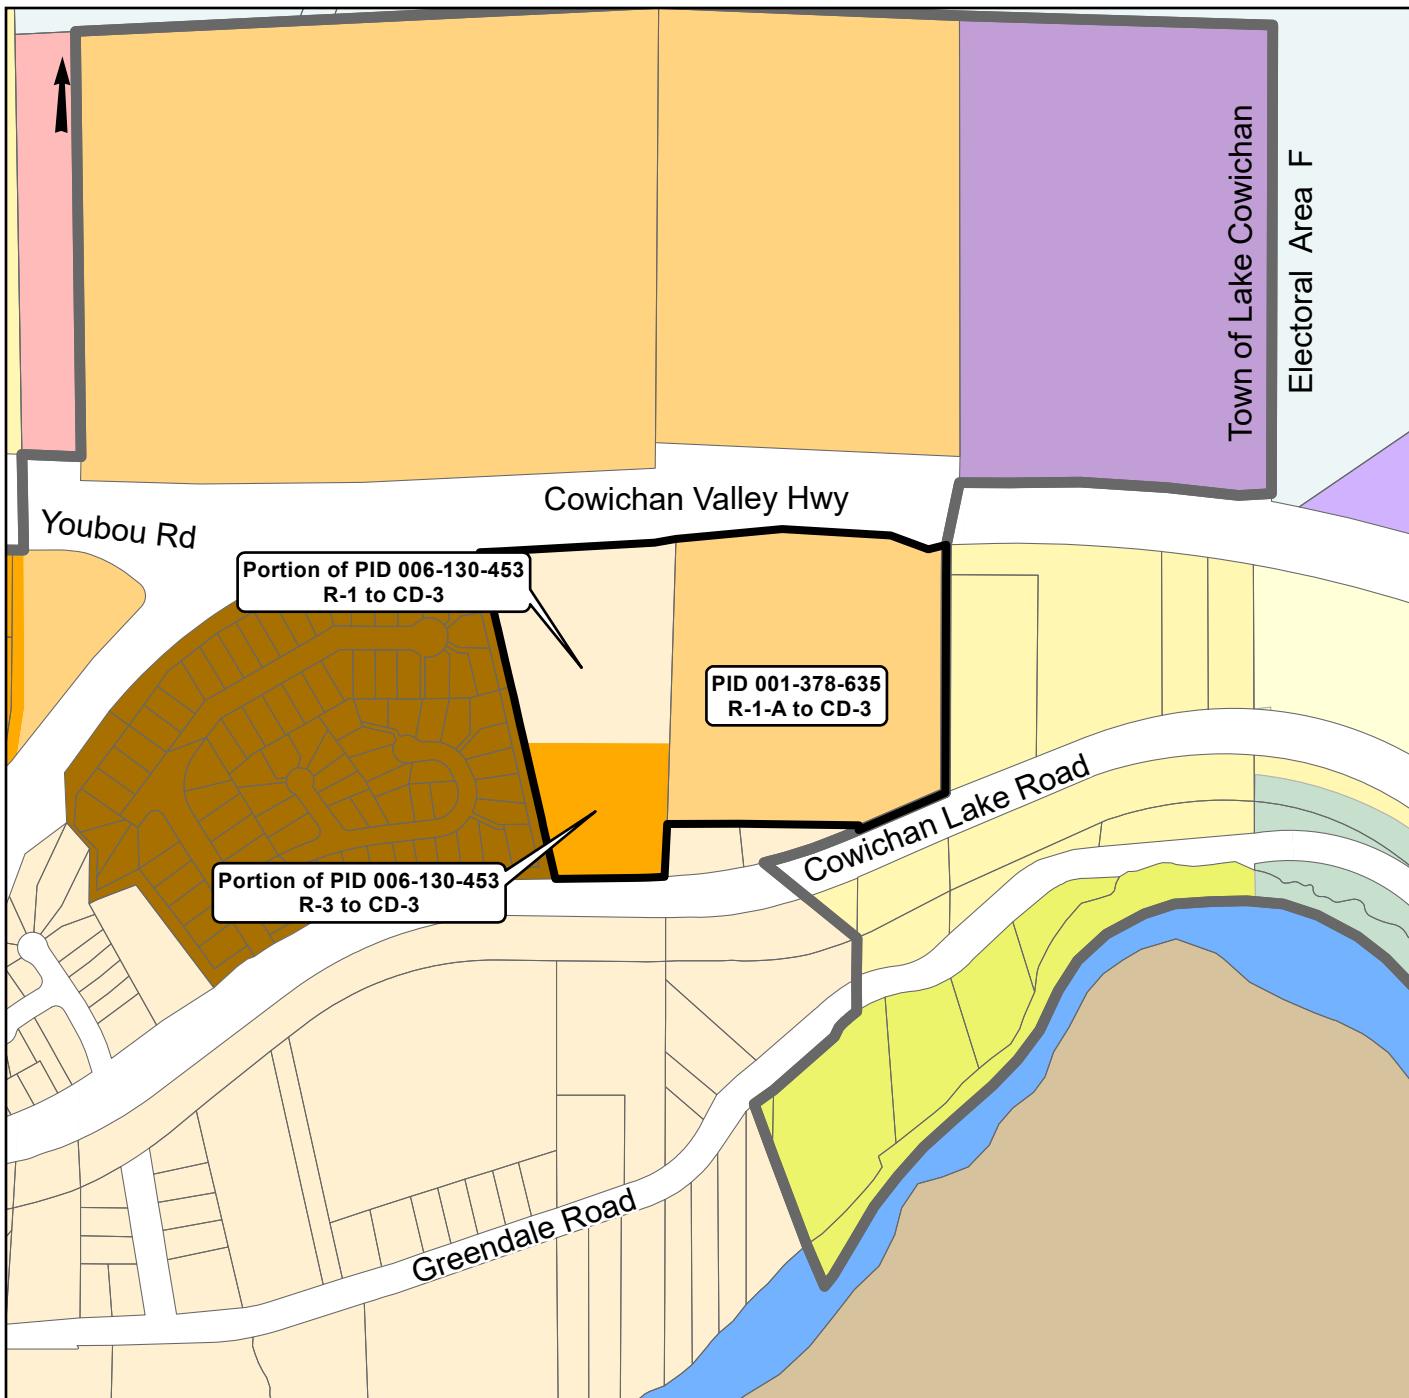 Town of Lake Cowichan
Electoral Area F
Cowichan Valley Hwy
Youbou Rd
Portion of PID 006-130-453
R-1 to CD-3
PID 001-378-635
R-1-A to CD-3
Cowichan Lake Road
Portion of PID 006-130-453
R-3 to CD-3
Greendale Road